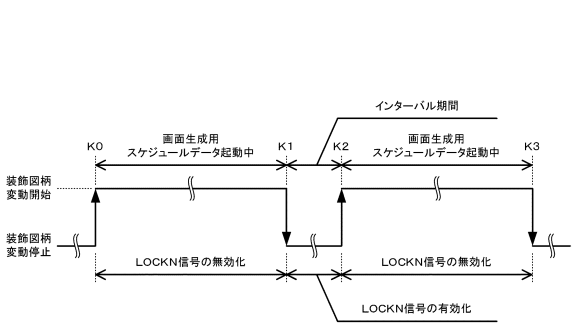 インターバル期間
K0
画面生成用
スケジュールデータ起動中
K1
K2
画面生成用
スケジュールデータ起動中
K3
装飾図柄
変動開始
装飾図柄
変動停止
LOCKN信号の無効化
LOCKN信号の無効化
LOCKN信号の有効化